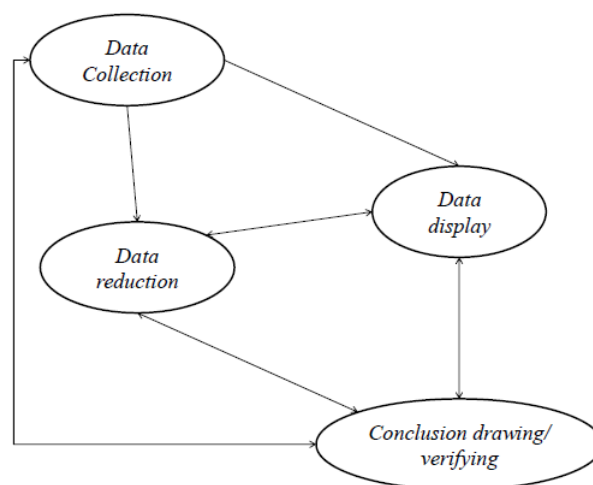 Data
Collection
Data
display
Data
reduction
Conclusion drawing/
verifying